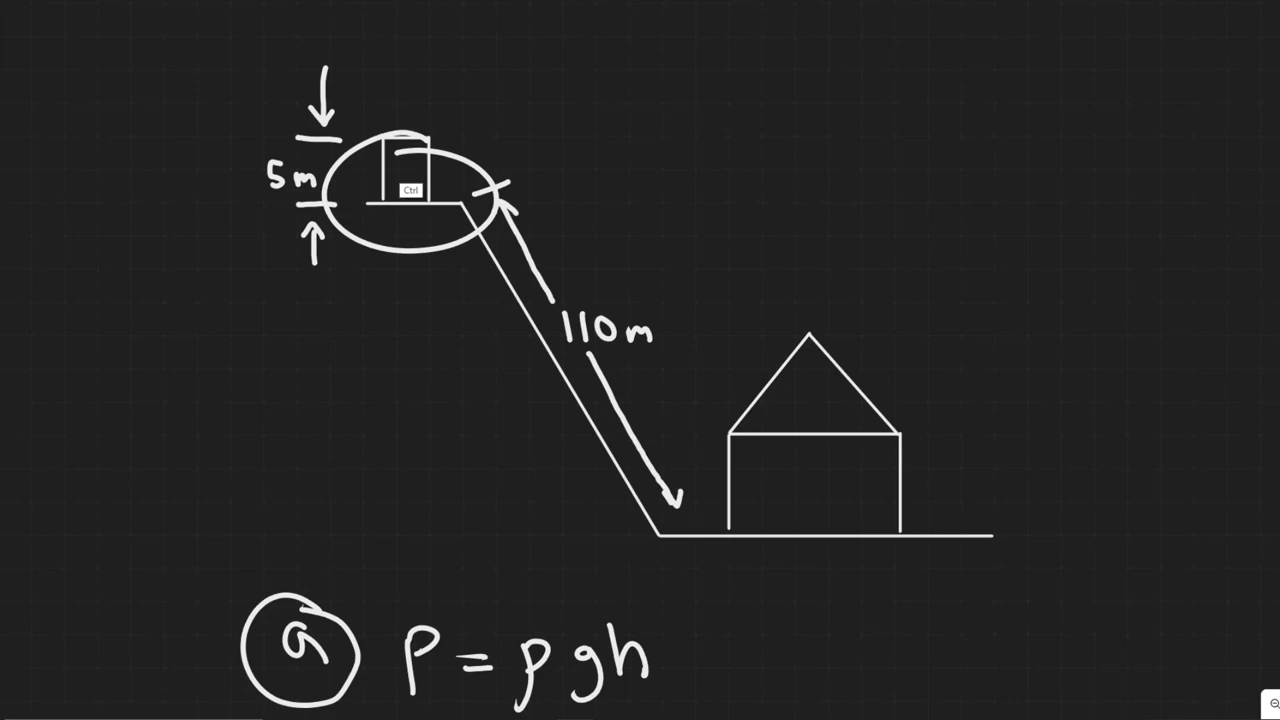 5m
Ctrl
110m
a P = ρgh